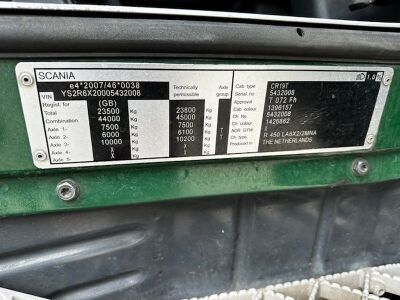 SCANIA
e4*2007/46*0038
VIN YS2R6X20005432008
Technically permissible
Axle group
Regist. for (GB)
Total 23500 Kg 23800 Kg
Combination 44000 Kg 45000 Kg
Axle 1- 7500 Kg 7500 Kg
Axle 2- 6000 Kg 6100 Kg T
Axle 3- 10000 Kg 10200 Kg T
Axle 4- X X
Axle 5- X X
Cab type CR19T
Serial no 5432008
Approval T 072 Fh
Cab colour 1396157
Ch. no 5432008
Ch. colour 1426862
ADR GTM
Type R 450 LA6X2/2MNA
Produced in THE NETHERLANDS